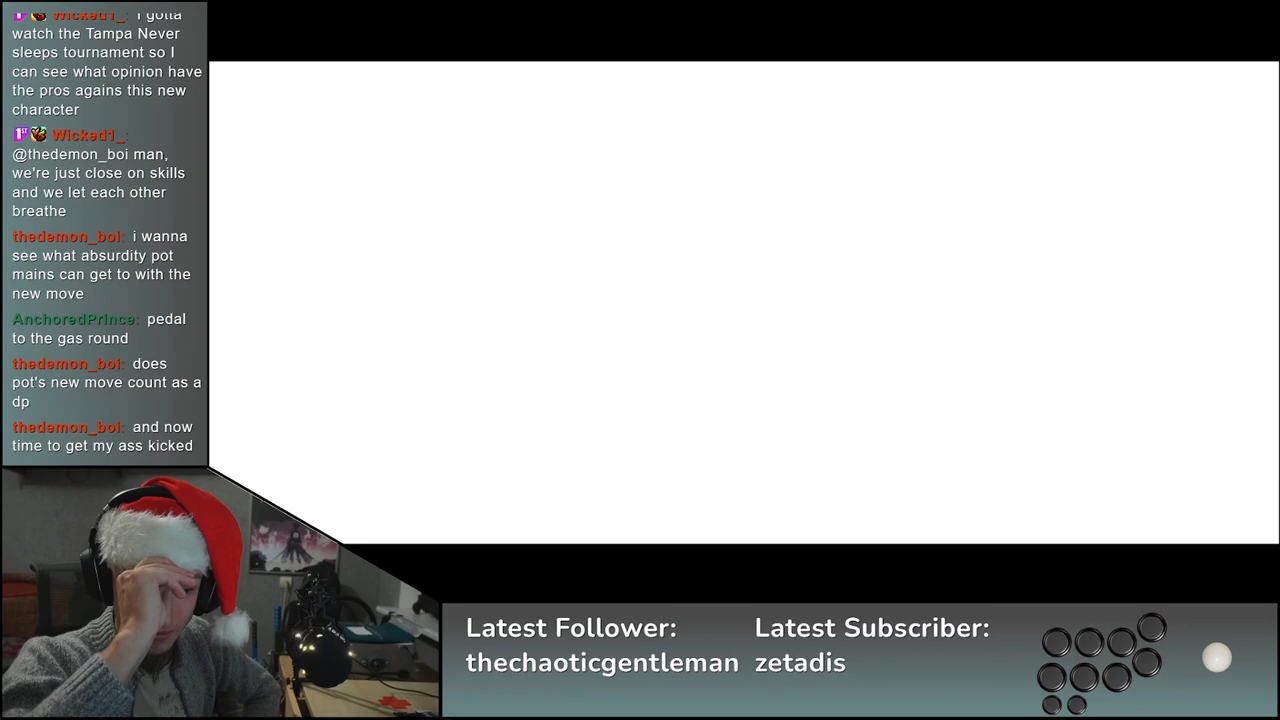 Wicked1_: I gotta
watch the Tampa Never
sleeps tournament so I
can see what opinion have
the pros agains this new
character
1st Wicked1_:
@thedemon_boi man,
we're just close on skills
and we let each other
breathe
thedemon_boi: i wanna
see what absurdity pot
mains can get to with the
new move
AnchoredPrince: pedal
to the gas round
thedemon_boi: does
pot's new move count as a
dp
thedemon_boi: and now
time to get my ass kicked
Latest Follower:
thechaoticgentleman
Latest Subscriber:
zetadis